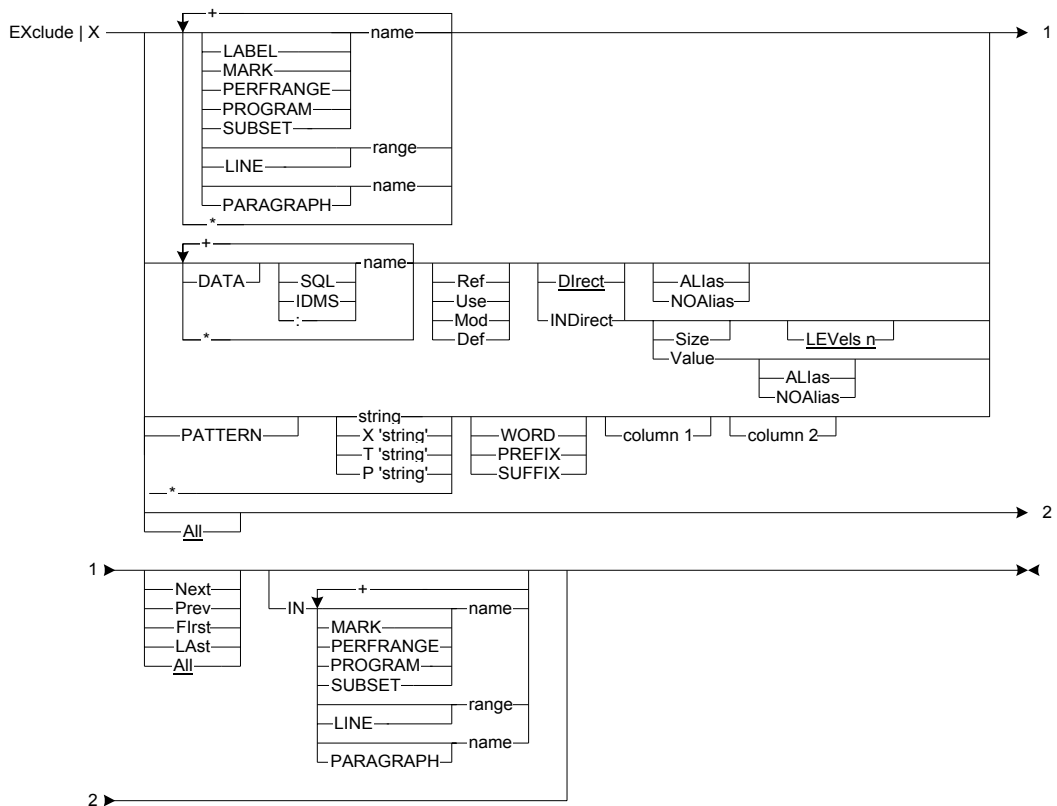 +
EXclude | X name 1
LABEL
MARK
PERFRANGE
PROGRAM
SUBSET
range
LINE
name
PARAGRAPH
*
+
name
DATA SQL Ref DIrect ALIas
IDMS Use NOAlias
: Mod INDirect
* Def Size LEVels n
Value
ALIas
NOAlias
string
PATTERN X 'string' WORD column 1 column 2
T 'string' PREFIX
P 'string' SUFFIX
*
2
All
1
Next +
Prev IN name
FIrst MARK
LAst PERFRANGE
All PROGRAM
SUBSET
range
LINE
name
PARAGRAPH
2